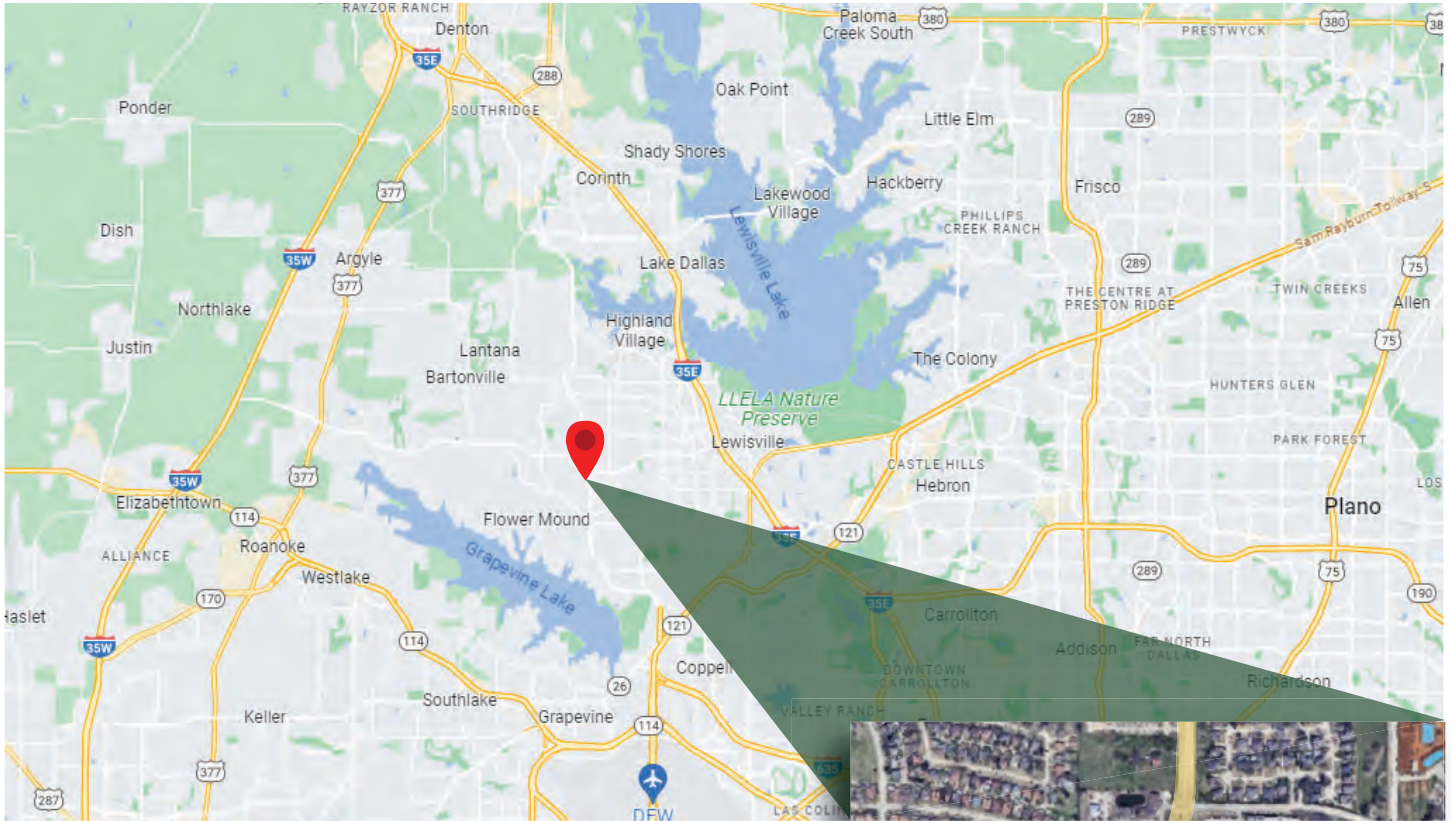 RAYZOR RANCH
Denton
35E
Paloma
Creek South
380
380
PRESTWYCK
288
Oak Point
Ponder
SOUTHRIDGE
Little Elm
289
Shady Shores
Corinth
377
Lakewood
Village
Hackberry
Frisco
PHILLIPS
CREEK RANCH
Sam Rayburn Tollway S
Dish
Lewisville Lake
35W
Argyle
377
Lake Dallas
289
75
THE CENTRE AT
PRESTON RIDGE
TWIN CREEKS
Allen
Northlake
Highland
Village
Justin
75
Lantana
Bartonville
35E
The Colony
HUNTERS GLEN
LLELA Nature
Preserve
Lewisville
PARK FOREST
CASTLE HILLS
Hebron
377
35W
Elizabethtown
114
Plano
Flower Mound
35E
121
ALLIANCE
Roanoke
Grapevine Lake
Westlake
289
75
190
170
35E
Haslet
Carrollton
121
114
35W
Addison
FAR NORTH
DALLAS
Coppell
DOWNTOWN
CARROLLTON
26
Richardson
Southlake
Keller
Grapevine
VALLEY RANCH
114
377
635
287
DFW